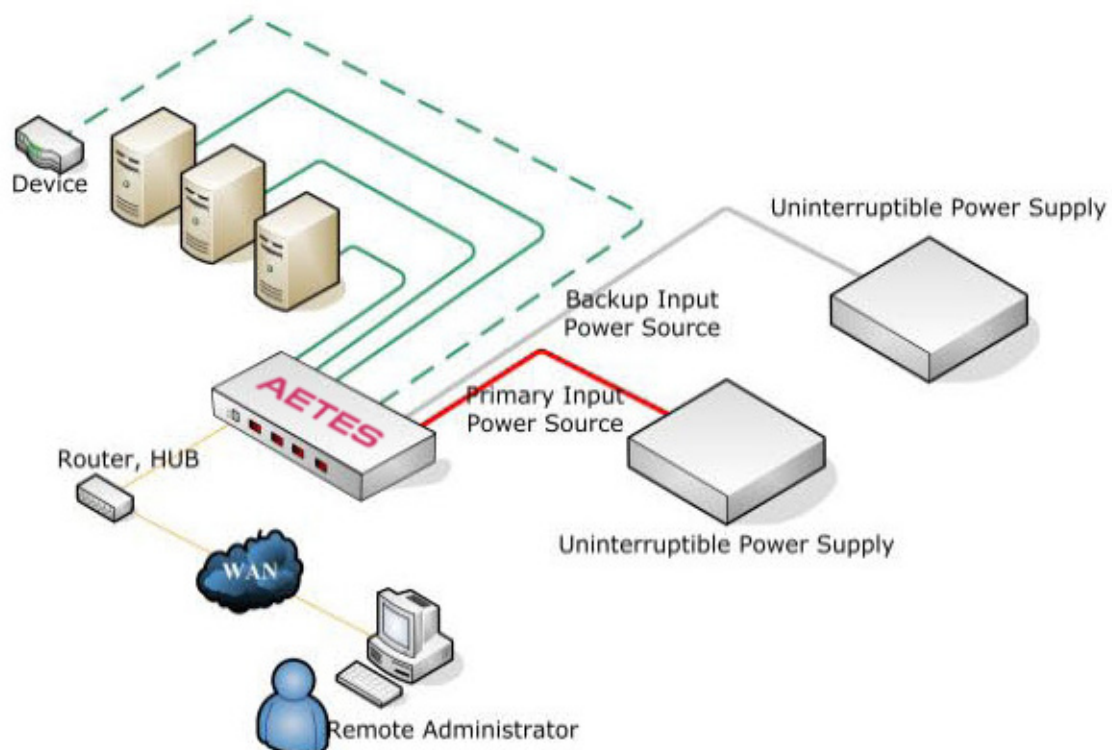 Device
Uninterruptible Power Supply
Backup Input
Power Source
AETES
Primary Input
Power Source
Router, HUB
Uninterruptible Power Supply
WAN
Remote Administrator